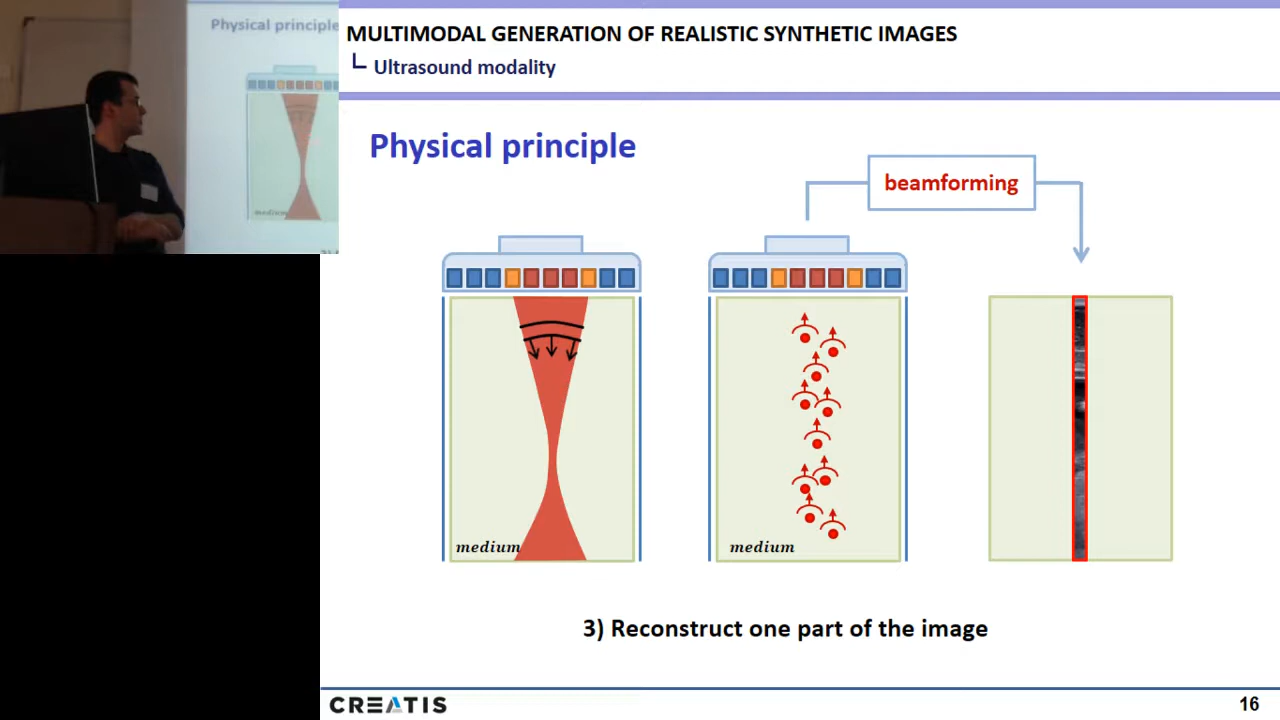 Physical principle
medium
MULTIMODAL GENERATION OF REALISTIC SYNTHETIC IMAGES
Ultrasound modality
Physical principle
beamforming
medium
medium
3) Reconstruct one part of the image
CREATIS
16